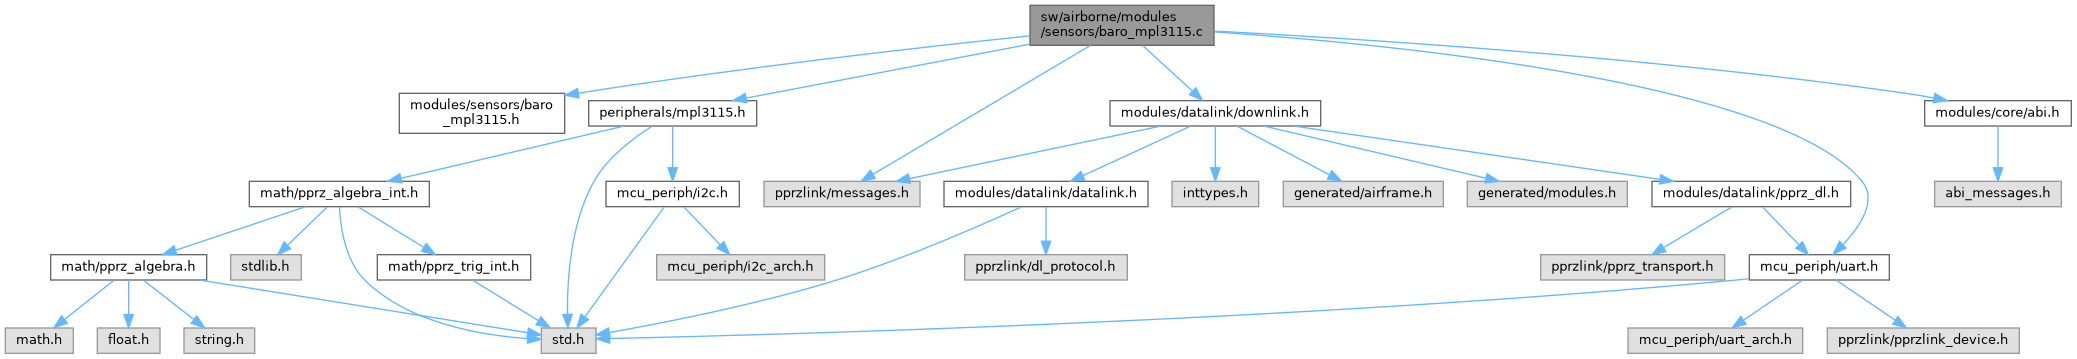 sw/airborne/modules
/sensors/baro_mpl3115.c
modules/sensors/baro
_mpl3115.h
peripherals/mpl3115.h
modules/datalink/downlink.h
modules/core/abi.h
math/pprz_algebra_int.h
mcu_periph/i2c.h
pprzlink/messages.h
modules/datalink/datalink.h
inttypes.h
generated/airframe.h
generated/modules.h
modules/datalink/pprz_dl.h
abi_messages.h
math/pprz_algebra.h
stdlib.h
math/pprz_trig_int.h
mcu_periph/i2c_arch.h
pprzlink/dl_protocol.h
pprzlink/pprz_transport.h
mcu_periph/uart.h
math.h
float.h
string.h
std.h
mcu_periph/uart_arch.h
pprzlink/pprzlink_device.h